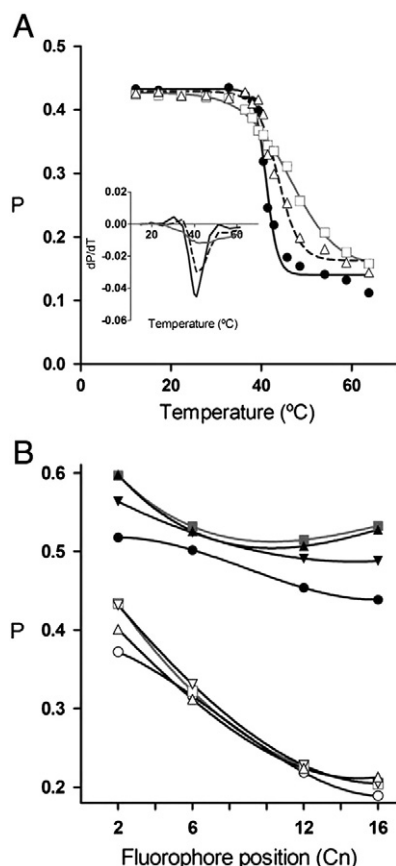 A
0.5
0.4
0.3
P
0.2
0.1
0.0
0.02
0.00
-0.02
-0.04
-0.06
dP/dT
20 40 60
Temperature (ºC)
0 20 40 60
Temperature (ºC)
B
0.6
0.5
P
0.4
0.3
0.2
2 6 12 16
Fluorophore position (Cn)